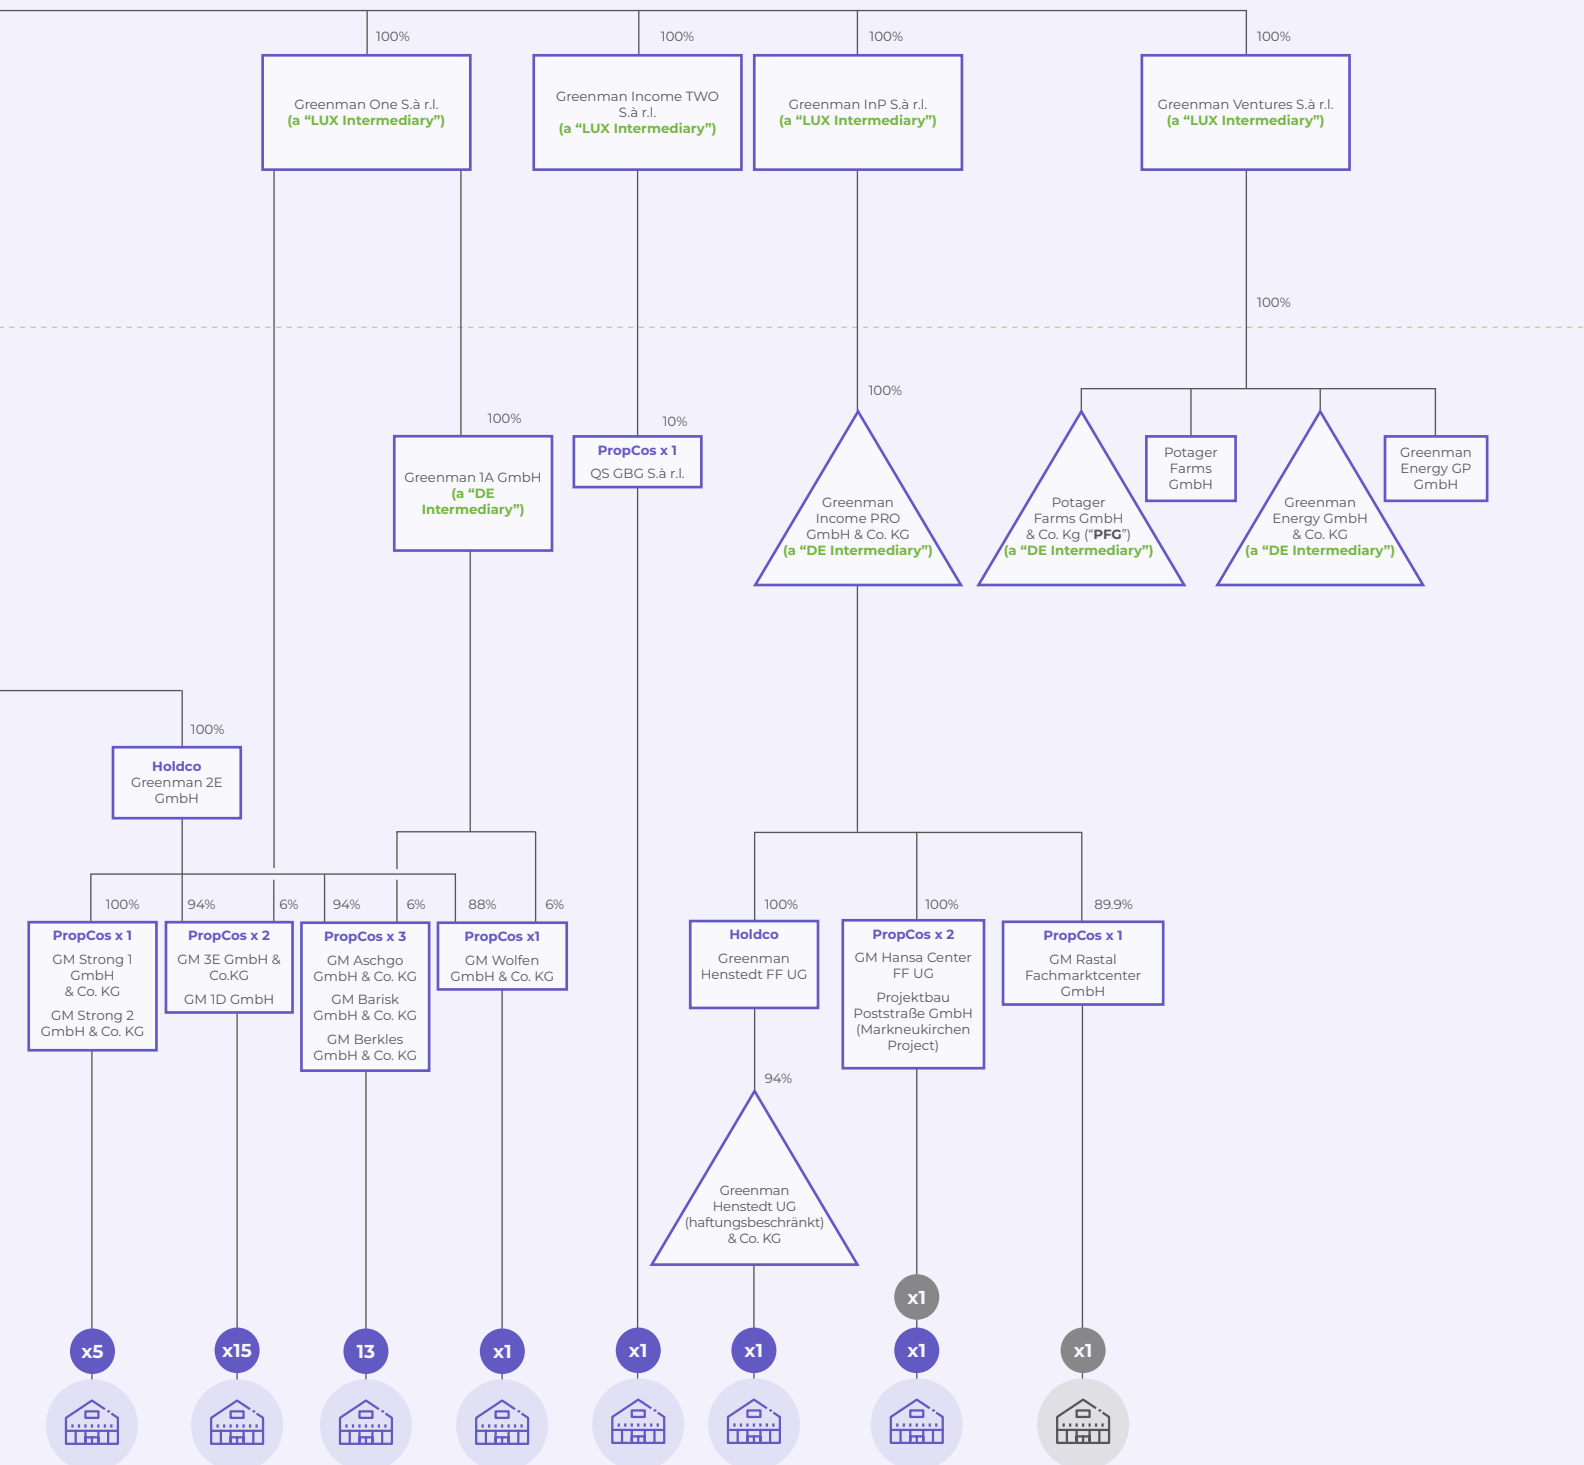 100%
100%
100%
100%
Greenman One S.à r.l.
(a “LUX Intermediary”)
Greenman Income TWO
S.à r.l.
(a “LUX Intermediary”)
Greenman InP S.à r.l.
(a “LUX Intermediary”)
Greenman Ventures S.à r.l.
(a “LUX Intermediary”)
100%
100%
100%
10%
Greenman 1A GmbH
(a “DE
Intermediary”)
PropCos x 1
QS GBG S.à r.l.
Greenman
Income PRO
GmbH & Co. KG
(a “DE Intermediary”)
Potager
Farms GmbH
& Co. Kg (“PFG”)
(a “DE Intermediary”)
Potager
Farms
GmbH
Greenman
Energy GmbH
& Co. KG
(a “DE Intermediary”)
Greenman
Energy GP
GmbH
100%
Holdco
Greenman 2E
GmbH
100%
94%
6%
94%
6%
88%
6%
100%
100%
89.9%
PropCos x 1
GM Strong 1
GmbH
& Co. KG
GM Strong 2
GmbH & Co. KG
PropCos x 2
GM 3E GmbH &
Co.KG
GM 1D GmbH
PropCos x 3
GM Aschgo
GmbH & Co. KG
GM Barisk
GmbH & Co. KG
GM Berkles
GmbH & Co. KG
PropCos x1
GM Wolfen
GmbH & Co. KG
Holdco
Greenman
Henstedt FF UG
PropCos x 2
GM Hansa Center
FF UG
Projektbau
Poststraße GmbH
(Markneukirchen
Project)
PropCos x 1
GM Rastal
Fachmarktcenter
GmbH
94%
Greenman
Henstedt UG
(haftungsbeschränkt)
& Co. KG
x1
x5
x15
13
x1
x1
x1
x1
x1